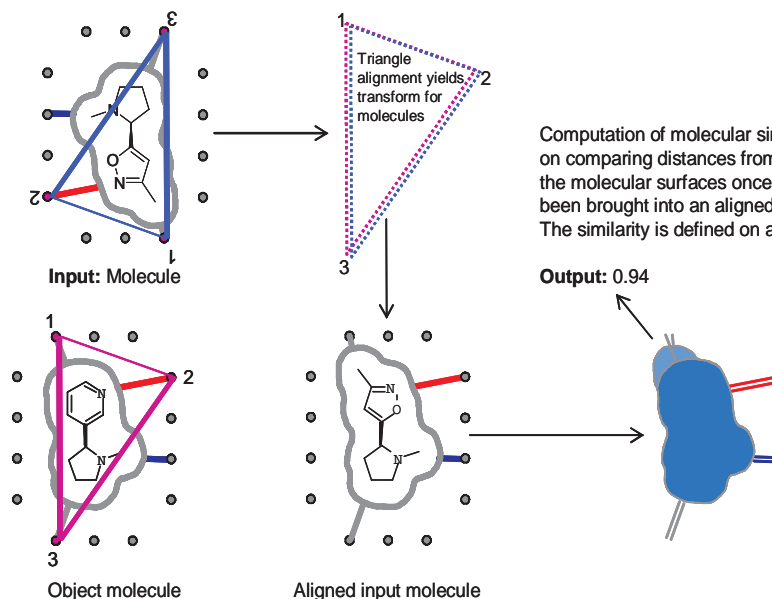 3
1
Triangle
alignment yields
transform for
molecules
2
N
O
N
2
1
3
Input: Molecule
Computation of molecular
on comparing distances from
the molecular surfaces once
been brought into an aligned
The similarity is defined on
Output: 0.94
1
2
N
N
3
N
O
N
Object molecule
Aligned input molecule